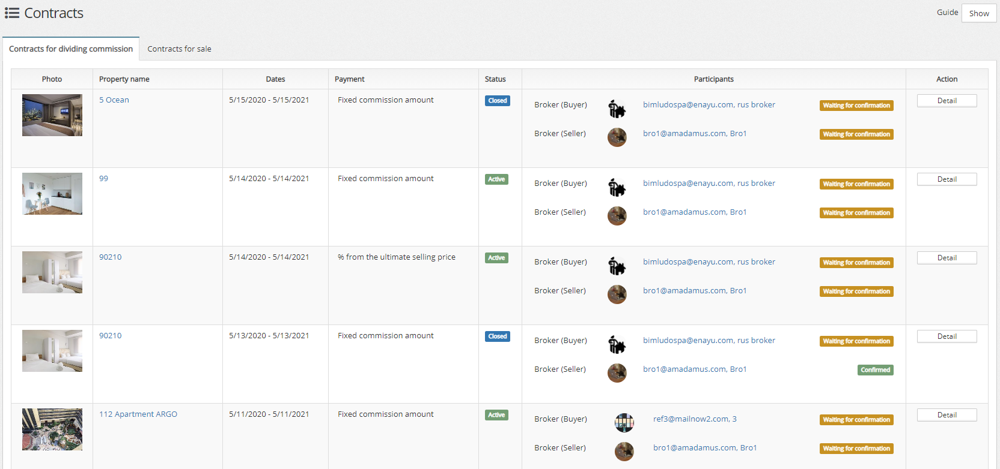 Contracts
Guide Show
Contracts for dividing commission Contracts for sale
Photo Property name Dates Payment Status Participants Action
5 Ocean 5/15/2020 - 5/15/2021 Fixed commission amount Closed Detail
Broker (Buyer) bimludospa@enayu.com, rus broker Waiting for confirmation
Broker (Seller) bro1@amadamus.com, Bro1 Waiting for confirmation
99 5/14/2020 - 5/14/2021 Fixed commission amount Active Detail
Broker (Buyer) bimludospa@enayu.com, rus broker Waiting for confirmation
Broker (Seller) bro1@amadamus.com, Bro1 Waiting for confirmation
90210 5/14/2020 - 5/14/2021 % from the ultimate selling price Active Detail
Broker (Buyer) bimludospa@enayu.com, rus broker Waiting for confirmation
Broker (Seller) bro1@amadamus.com, Bro1 Waiting for confirmation
90210 5/13/2020 - 5/13/2021 Fixed commission amount Closed Detail
Broker (Buyer) bimludospa@enayu.com, rus broker Waiting for confirmation
Broker (Seller) bro1@amadamus.com, Bro1 Confirmed
112 Apartment ARGO 5/11/2020 - 5/11/2021 Fixed commission amount Active Detail
Broker (Buyer) ref3@mailnow2.com, 3 Waiting for confirmation
Broker (Seller) bro1@amadamus.com, Bro1 Waiting for confirmation